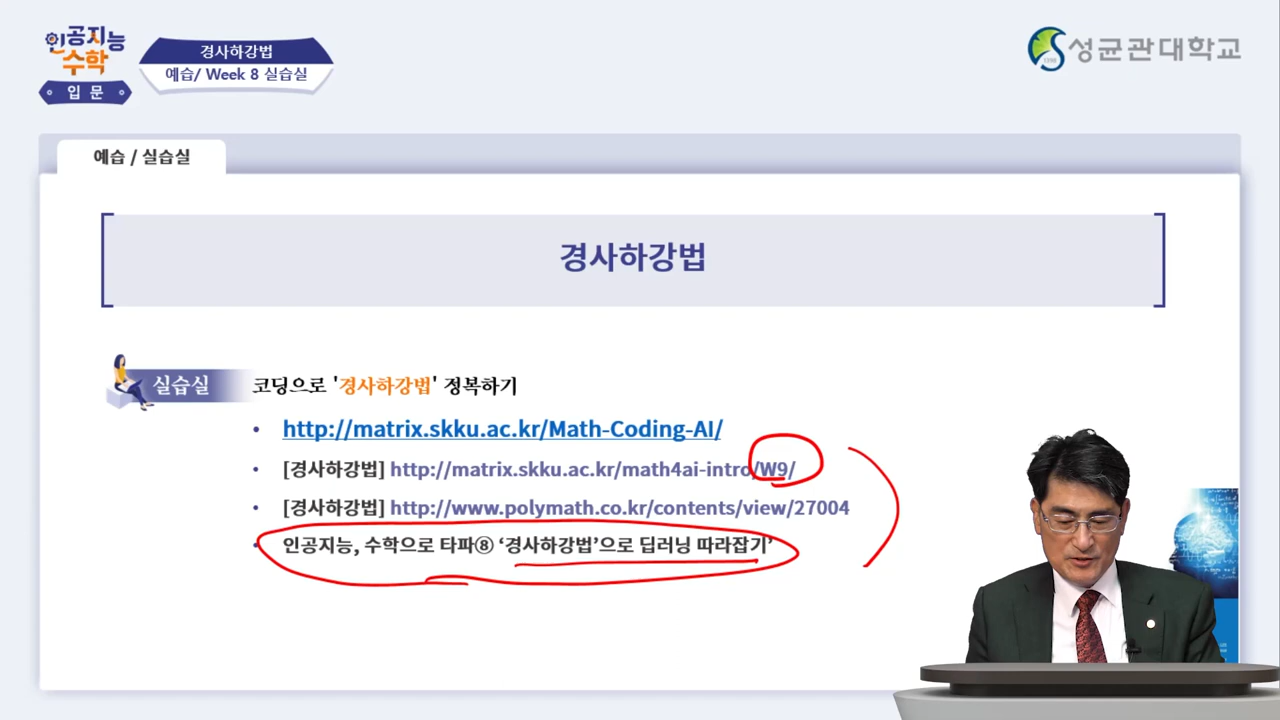 인공지능
수학
입문
경사하강법
예습/ Week 8 실습실
성균관대학교
예습 / 실습실
경사하강법
실습실
코딩으로 '경사하강법' 정복하기
• http://matrix.skku.ac.kr/Math-Coding-AI/
• [경사하강법] http://matrix.skku.ac.kr/math4ai-intro/W9/
• [경사하강법] http://www.polymath.co.kr/contents/view/27004
• 인공지능, 수학으로 타파⑧ ‘경사하강법’으로 딥러닝 따라잡기’